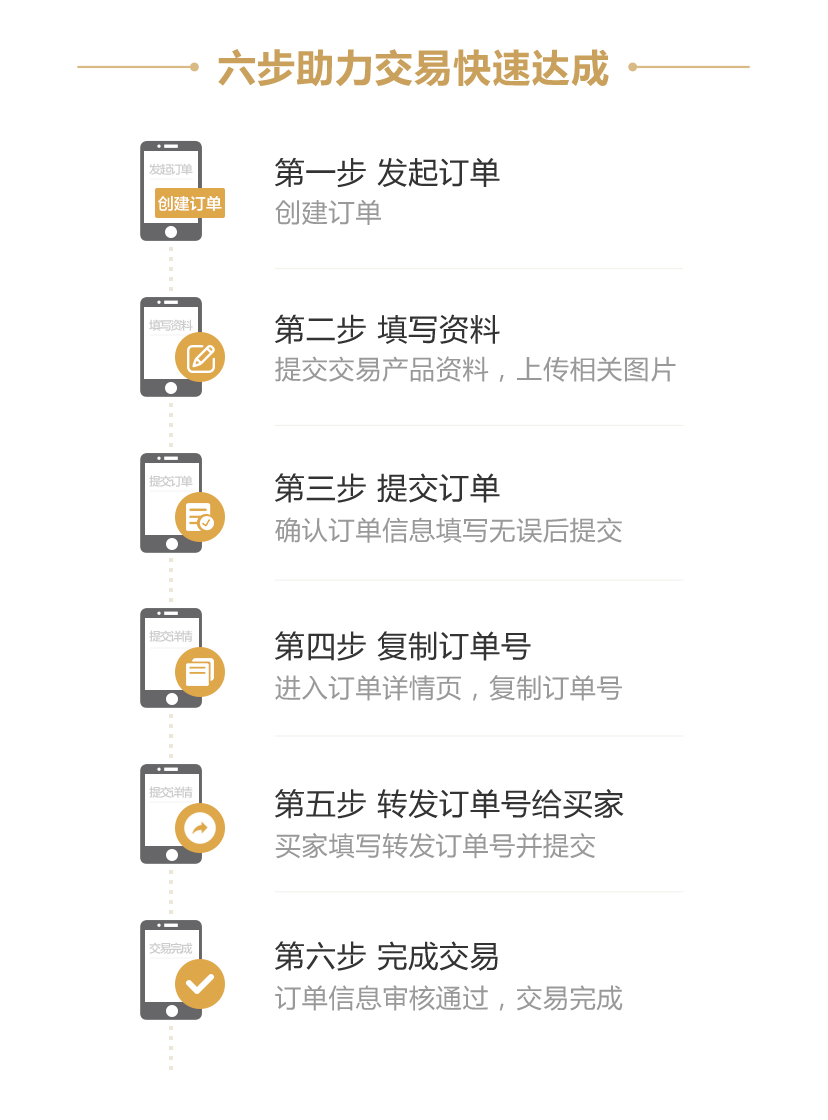 六步助力交易快速达成
发起订单
创建订单
第一步 发起订单
创建订单
填写资料
第二步 填写资料
提交交易产品资料，上传相关图片
提交订单
第三步 提交订单
确认订单信息填写无误后提交
提交详情
第四步 复制订单号
进入订单详情页，复制订单号
提交详情
第五步 转发订单号给买家
买家填写转发订单号并提交
交易完成
第六步 完成交易
订单信息审核通过，交易完成